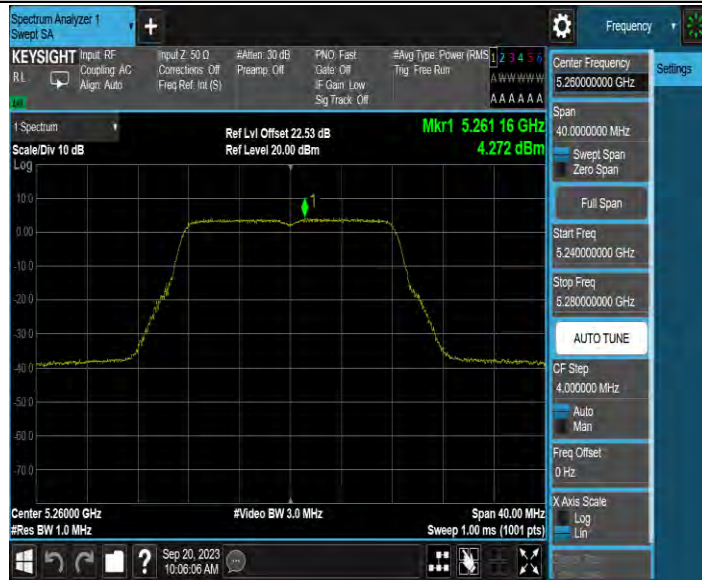 Spectrum Analyzer 1
Swept SA
Frequency
KEYSIGHT
RL
Input: RF
Coupling: AC
Align: Auto
Input Z: 50 Ω
Corrections: Off
Freq Ref: Int (S)
#Atten: 30 dB
Preamp: Off
PNO: Fast
Gate: Off
IF Gain: Low
Sig Track: Off
#Avg Type: Power (RMS
Trig: Free Run
1 2 3 4 5 6
A W W W W W
A A A A A A
1 Spectrum
Scale/Div 10 dB
Ref Lvl Offset 22.53 dB
Ref Level 20.00 dBm
Mkr1 5.261 16 GHz
4.272 dBm
Log
10.0
0.00
-10.0
-20.0
-30.0
-40.0
-50.0
-60.0
-70.0
1
Center 5.26000 GHz
#Res BW 1.0 MHz
#Video BW 3.0 MHz
Span 40.00 MHz
Sweep 1.00 ms (1001 pts)
Sep 20, 2023
10:06:06 AM
Center Frequency
5.260000000 GHz
Settings
Span
40.0000000 MHz
Swept Span
Zero Span
Full Span
Start Freq
5.240000000 GHz
Stop Freq
5.280000000 GHz
AUTO TUNE
CF Step
4.000000 MHz
Auto
Man
Freq Offset
0 Hz
X Axis Scale
Log
Lin